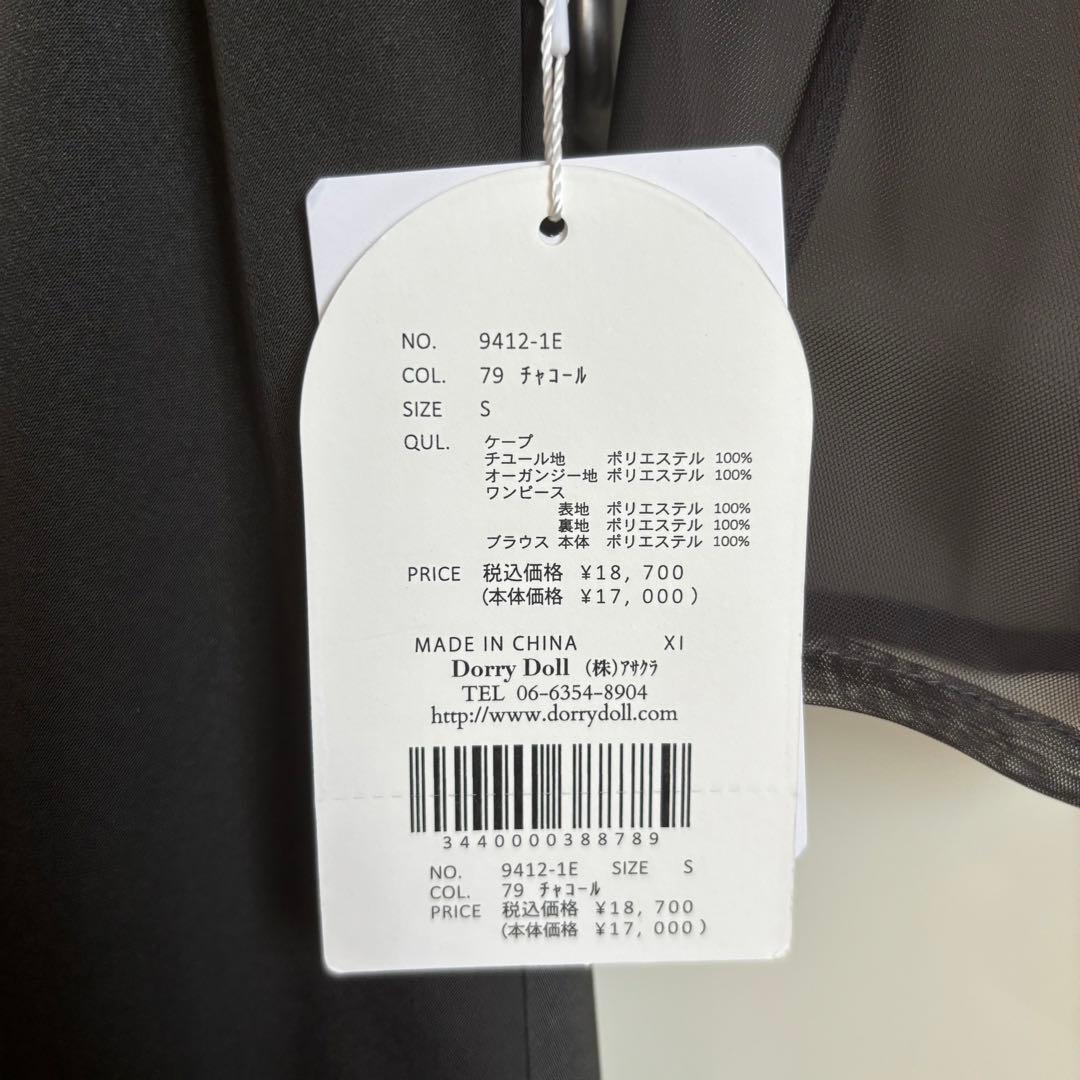 NO. 9412-1E
COL. 79 ﾁｬｺｰﾙ
SIZE S
QUL. ケープ
チュール地 ポリエステル 100%
オーガンジー地 ポリエステル 100%
ワンピース
表地 ポリエステル 100%
裏地 ポリエステル 100%
ブラウス 本体 ポリエステル 100%
PRICE 税込価格 ¥18,700
(本体価格 ¥17,000)
MADE IN CHINA XI
Dorry Doll (株)ｱｻｸﾗ
TEL 06-6354-8904
http://www.dorrydoll.com
3440000388789
NO. 9412-1E SIZE S
COL. 79 ﾁｬｺｰﾙ
PRICE 税込価格 ¥18,700
(本体価格 ¥17,000)